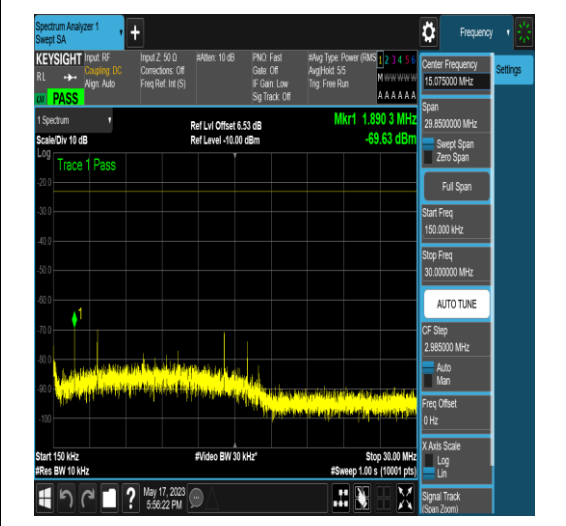 Spectrum Analyzer 1
Swept SA
Frequency
KEYSIGHT
Input: RF
Coupling: DC
Align: Auto
Input Z: 50 Ω
Corrections: Off
Freq Ref: Int (S)
#Atten: 10 dB
PNO: Fast
Gate: Off
IF Gain: Low
Sig Track: Off
#Avg Type: Power (RMS
Avg|Hold: 5/5
Trig: Free Run
1 2 3 4 5 6
M W W W W W
A A A A A A
RL
PASS
1 Spectrum
Scale/Div 10 dB
Ref Lvl Offset 6.53 dB
Ref Level -10.00 dBm
Mkr1 1.890 3 MHz
-69.63 dBm
Log
Trace 1 Pass
-20.0
-30.0
-40.0
-50.0
-60.0
-70.0
-80.0
-90.0
-100
1
Start 150 kHz
#Res BW 10 kHz
#Video BW 30 kHz*
Stop 30.00 MHz
#Sweep 1.00 s (10001 pts)
?
May 17, 2023
5:56:22 PM
Center Frequency
15.075000 MHz
Settings
Span
29.8500000 MHz
Swept Span
Zero Span
Full Span
Start Freq
150.000 kHz
Stop Freq
30.000000 MHz
AUTO TUNE
CF Step
2.985000 MHz
Auto
Man
Freq Offset
0 Hz
X Axis Scale
Log
Lin
Signal Track
(Span Zoom)